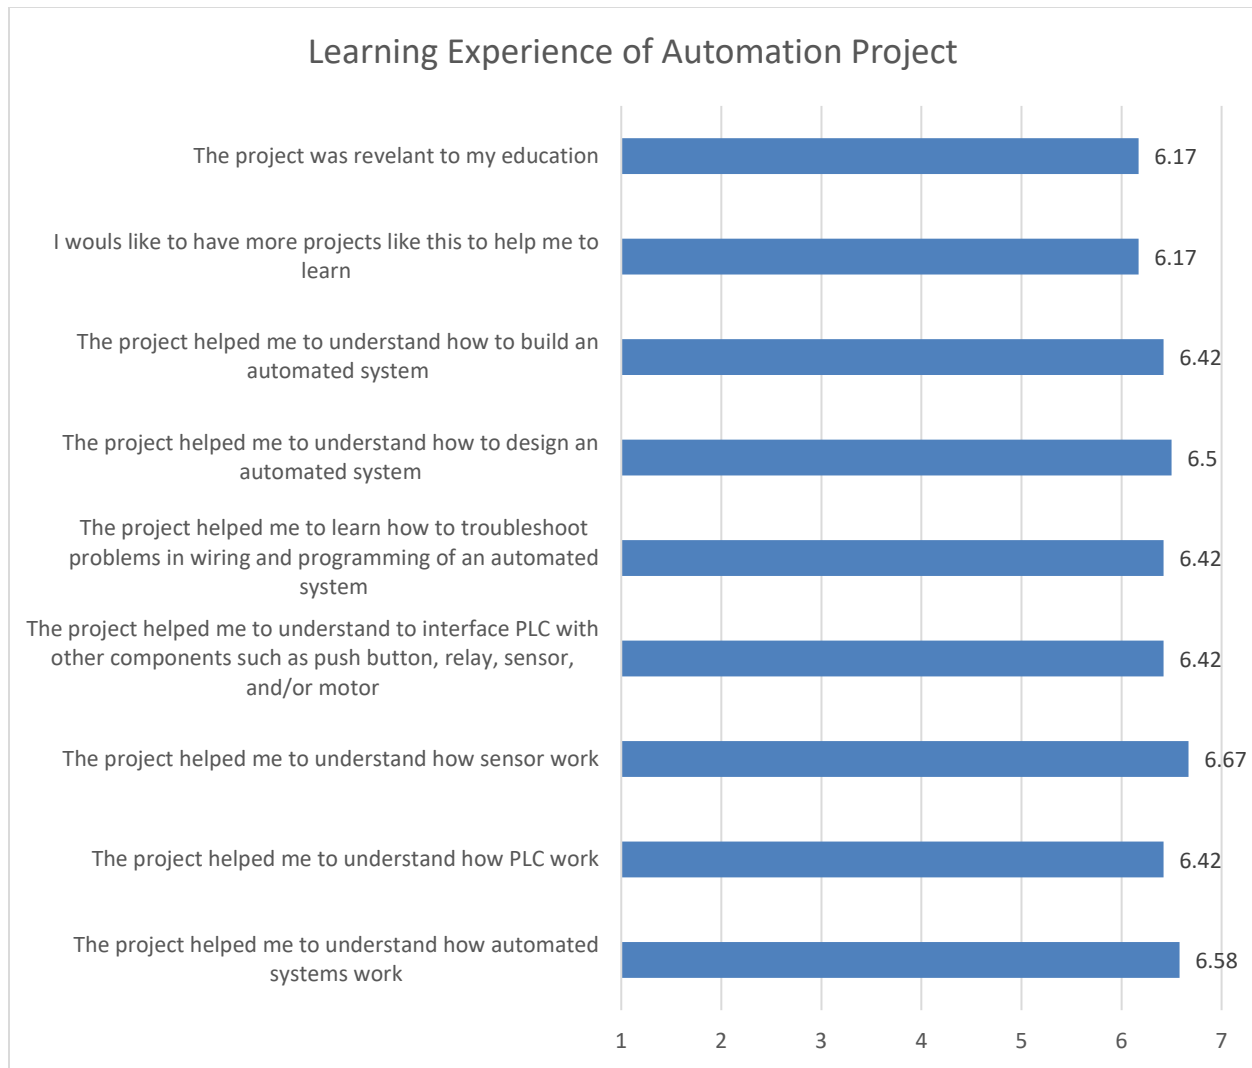 Learning Experience of Automation Project
The project was revelant to my education
6.17
I wouls like to have more projects like this to help me to
learn
6.17
The project helped me to understand how to build an
automated system
6.42
The project helped me to understand how to design an
automated system
6.5
The project helped me to learn how to troubleshoot
problems in wiring and programming of an automated
system
6.42
The project helped me to understand to interface PLC with
other components such as push button, relay, sensor,
and/or motor
6.42
The project helped me to understand how sensor work
6.67
The project helped me to understand how PLC work
6.42
The project helped me to understand how automated
systems work
6.58
1 2 3 4 5 6 7